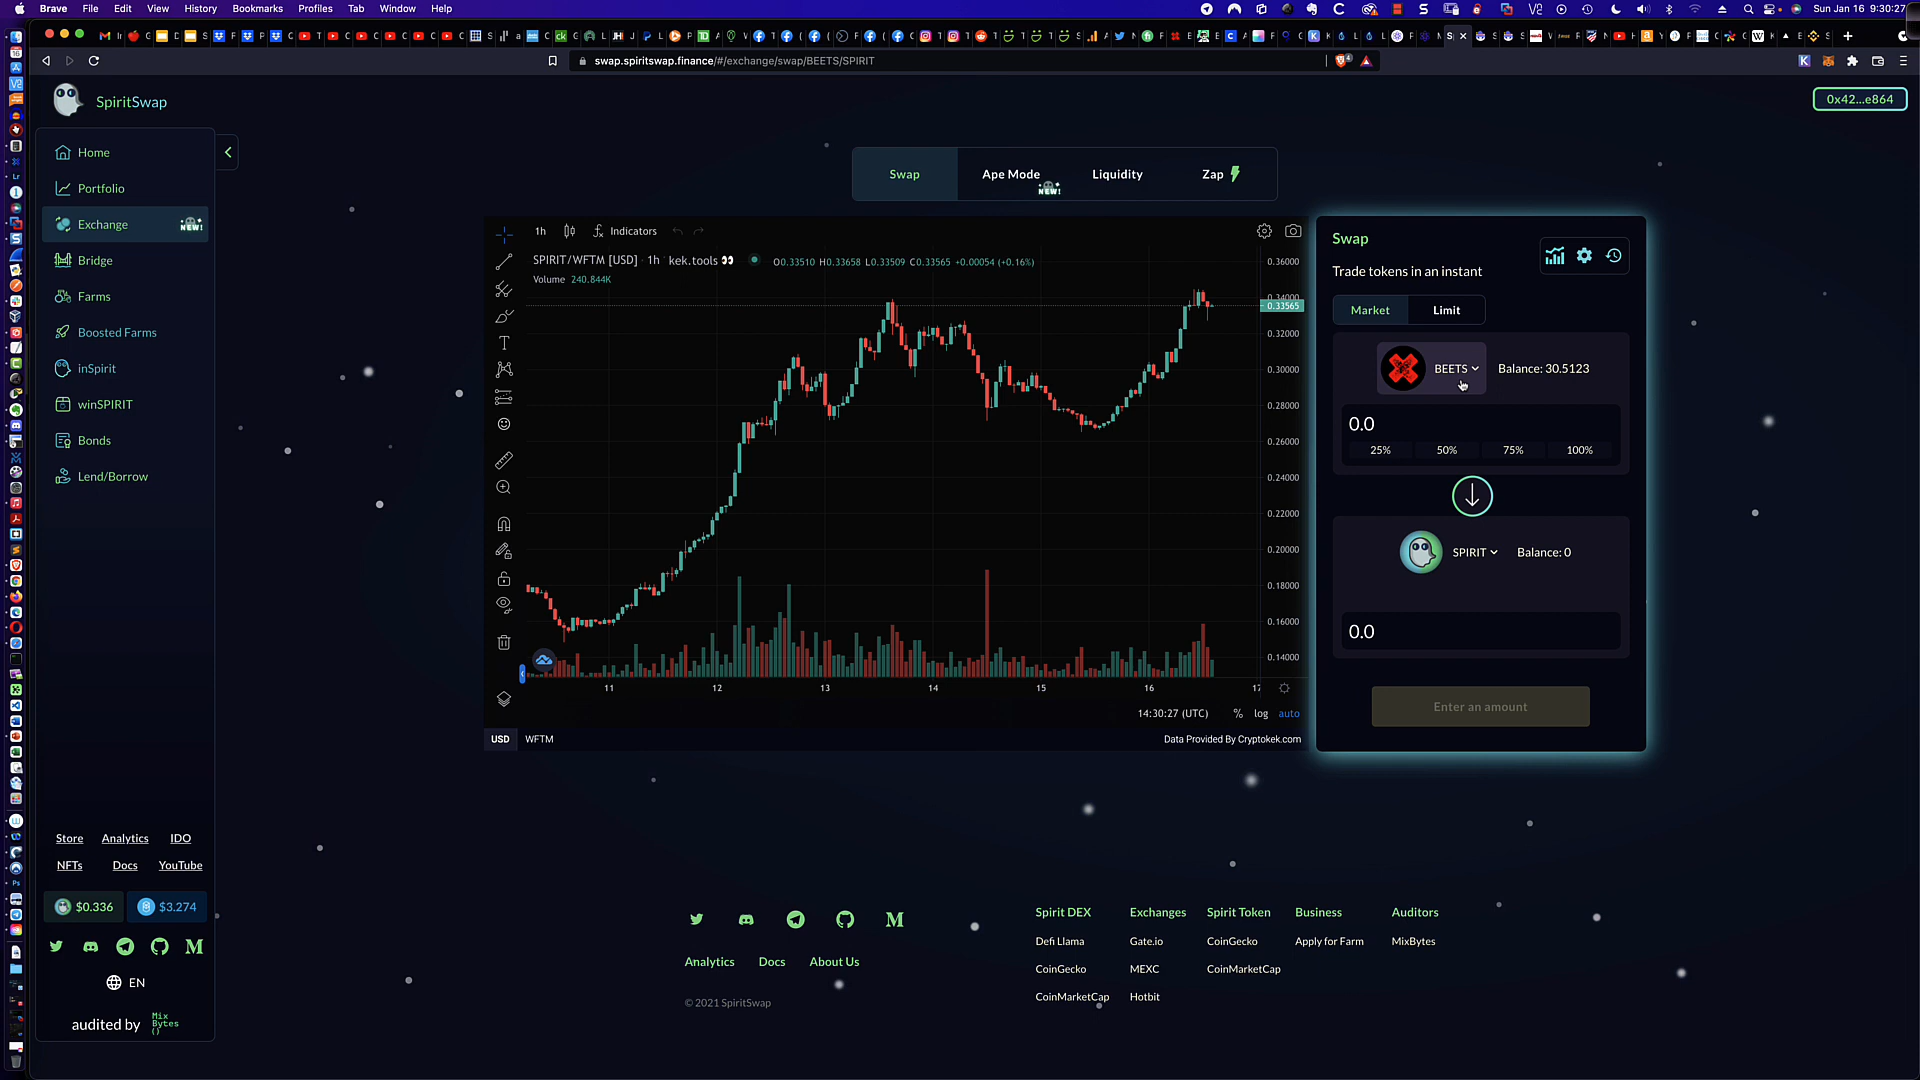 Brave File Edit View History Bookmarks Profiles Tab Window Help
Sun Jan 16 9:30:27
swap.spiritswap.finance/#/exchange/swap/BEETS/SPIRIT
SpiritSwap
0x42...e864
Home
Portfolio
Exchange
NEW!
Bridge
Farms
Boosted Farms
inSpirit
winSPIRIT
Bonds
Lend/Borrow
Store Analytics IDO
NFTs Docs YouTube
$0.336 $3.274
EN
audited by Mix Bytes ()
Swap Ape Mode Liquidity Zap
NEW!
1h Indicators
SPIRIT/WFTM [USD] · 1h kek.tools 👀 O0.33510 H0.33658 L0.33509 C0.33565 +0.00054 (+0.16%)
Volume 240.844K
0.36000
0.34000
0.33565
0.32000
0.30000
0.28000
0.26000
0.24000
0.22000
0.20000
0.18000
0.16000
0.14000
11 12 13 14 15 16 17
14:30:27 (UTC) % log auto
USD WFTM
Data Provided By Cryptokek.com
Swap
Trade tokens in an instant
Market Limit
BEETS Balance: 30.5123
0.0
25% 50% 75% 100%
SPIRIT Balance: 0
0.0
Enter an amount
Analytics Docs About Us
© 2021 SpiritSwap
Spirit DEX Exchanges Spirit Token Business Auditors
Defi Llama Gate.io CoinGecko Apply for Farm MixBytes
CoinGecko MEXC CoinMarketCap
CoinMarketCap Hotbit